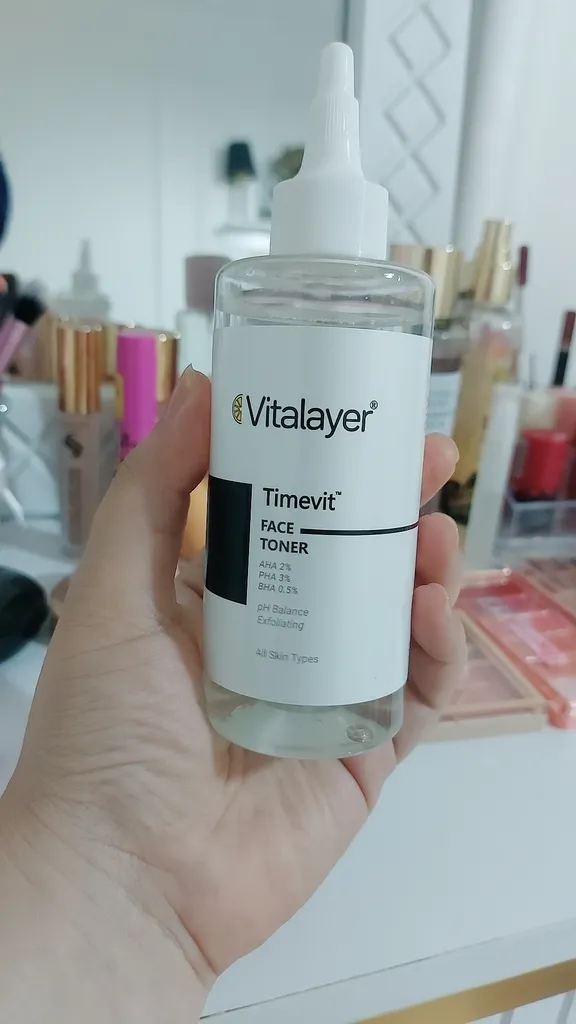 Vitalayer®
Timevit™
FACE
TONER
AHA 2%
PHA 3%
BHA 0.5%
pH Balance
Exfoliating
All Skin Types